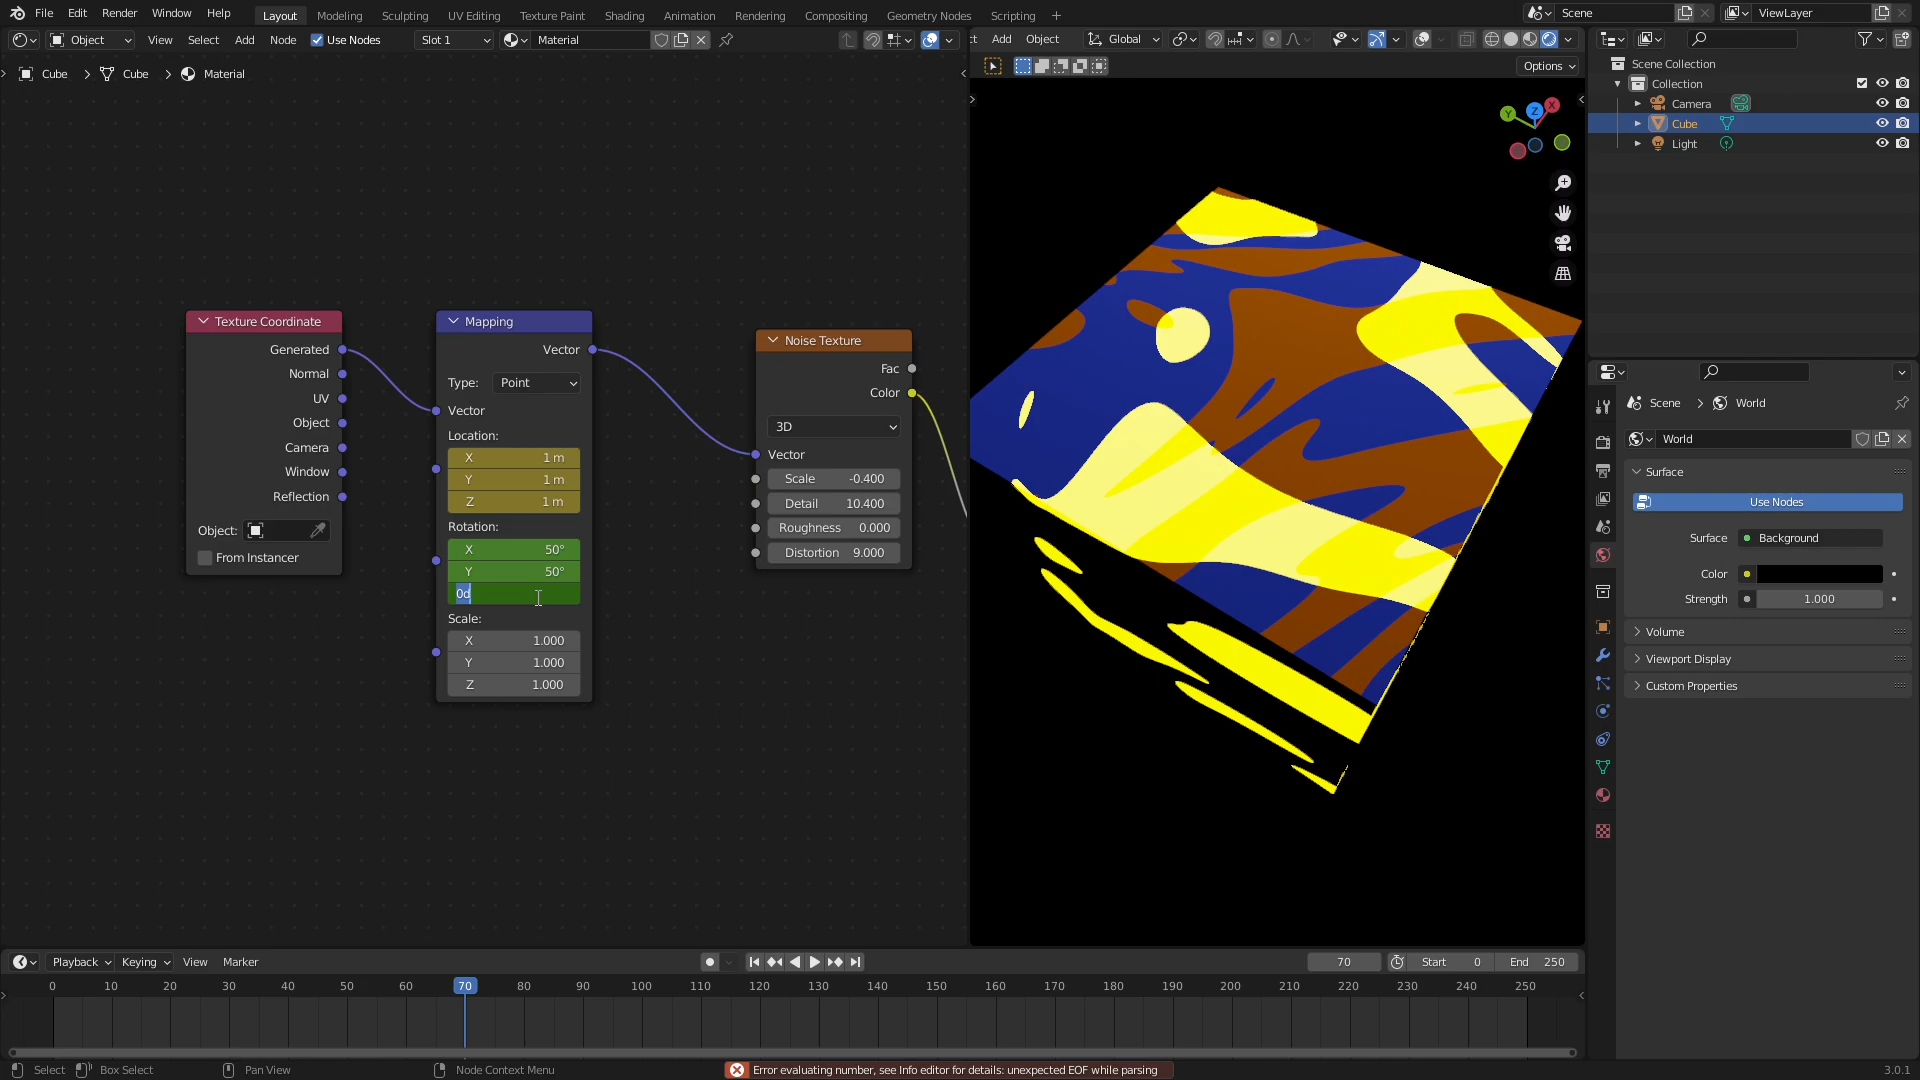 File Edit Render Window Help Layout Modeling Sculpting UV Editing Texture Paint Shading Animation Rendering Compositing Geometry Nodes Scripting + Scene ViewLayer
Object View Select Add Node Use Nodes Slot 1 Material Add Object Global
Cube > Cube > Material
Options
Scene Collection
Collection
Camera
Cube
Light
Y Z X
Texture Coordinate
Generated
Normal
UV
Object
Camera
Window
Reflection
Object:
From Instancer
Mapping
Vector
Type: Point
Vector
Location:
X 1 m
Y 1 m
Z 1 m
Rotation:
X 50°
Y 50°
0d
Scale:
X 1.000
Y 1.000
Z 1.000
Noise Texture
Fac
Color
3D
Vector
Scale -0.400
Detail 10.400
Roughness 0.000
Distortion 9.000
Scene > World
World
Surface
Use Nodes
Surface Background
Color
Strength 1.000
Volume
Viewport Display
Custom Properties
Playback Keying View Marker 70 Start 0 End 250
0 10 20 30 40 50 60 70 80 90 100 110 120 130 140 150 160 170 180 190 200 210 220 230 240 250
Select Box Select Pan View Node Context Menu Error evaluating number, see Info editor for details: unexpected EOF while parsing 3.0.1